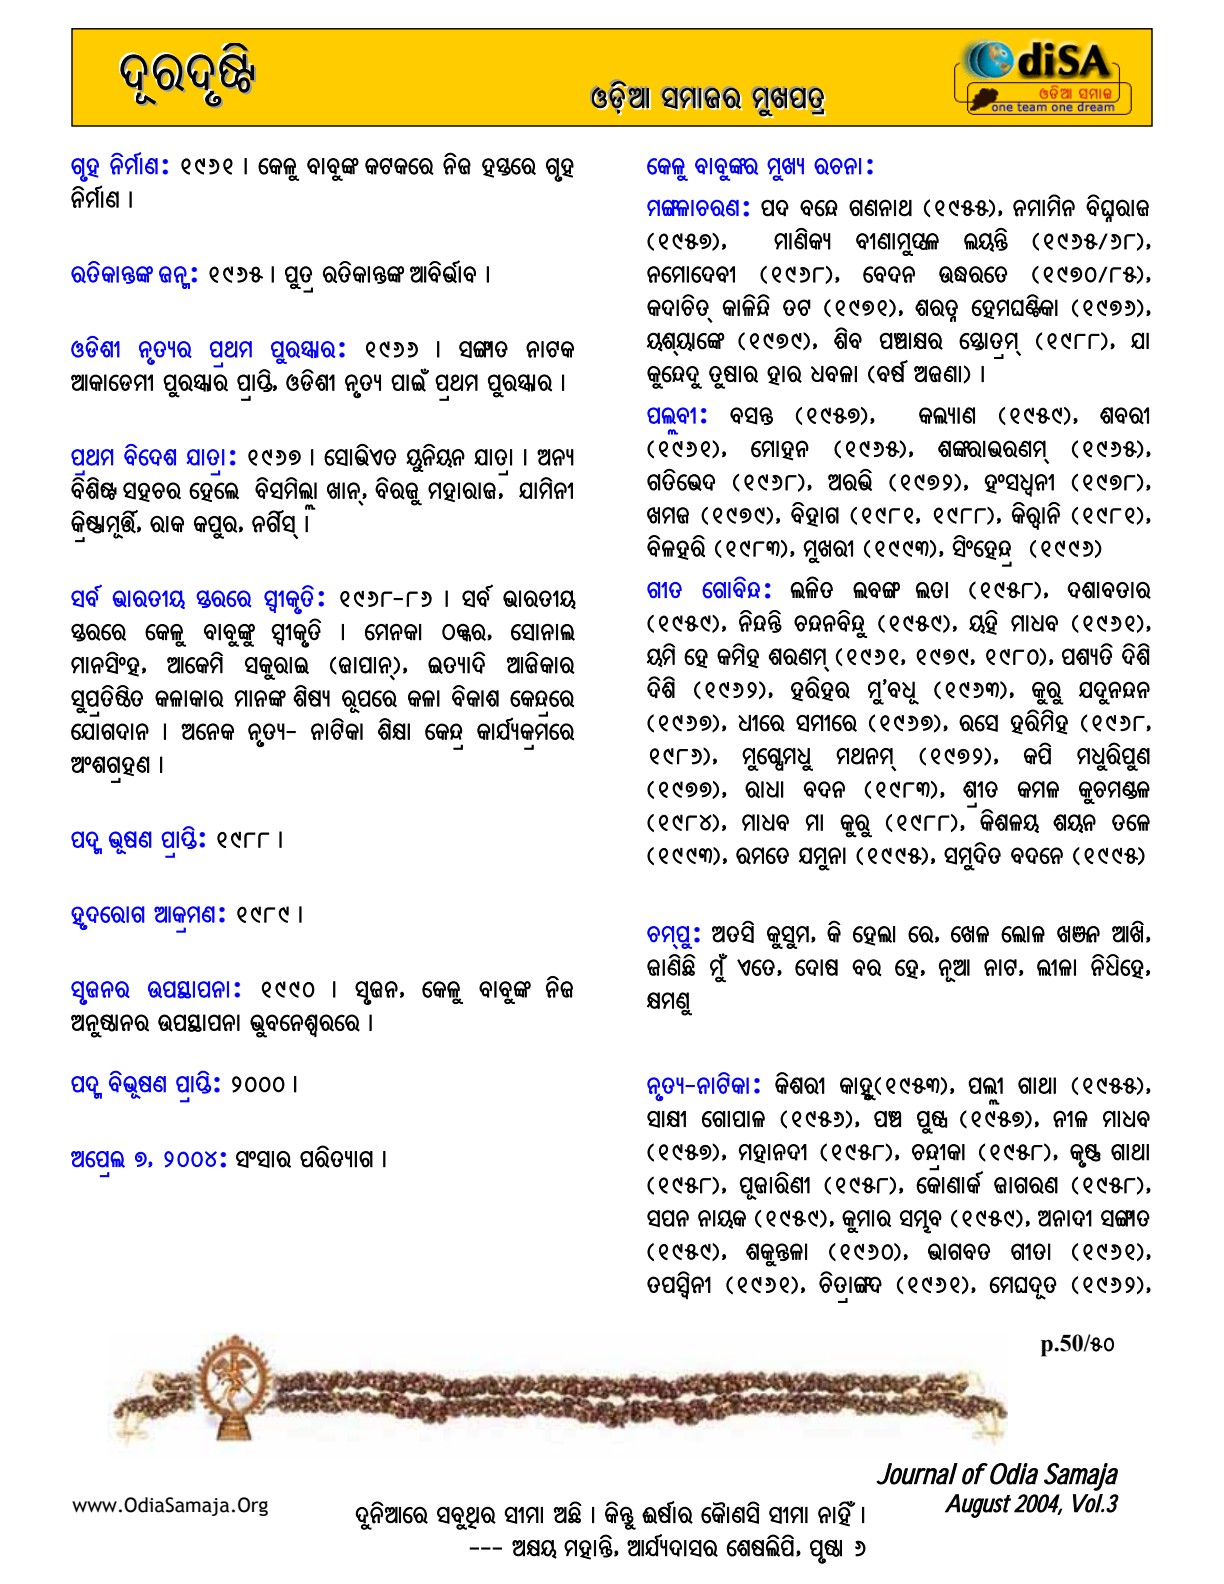 ଦୂରଦୃଷ୍ଟି
ଓଡ଼ିଆ ସମାଜର ମୁଖପତ୍ର
OdiSA
ଓଡିଆ ସମାଜ
one team one dream
ଗୃହ ନିର୍ମାଣ: ୧୯୬୧ । କେଳୁ ବାବୁଙ୍କ କଟକରେ ନିଜ ହସ୍ତରେ ଗୃହ
ନିର୍ମାଣ ।
ରତିକାନ୍ତଙ୍କ ଜନ୍ମ: ୧୯୬୫ । ପୁତ୍ର ରତିକାନ୍ତଙ୍କ ଆବିର୍ଭାବ ।
ଓଡିଶୀ ନୃତ୍ୟର ପ୍ରଥମ ପୁରସ୍କାର: ୧୯୬୬ । ସଙ୍ଗୀତ ନାଟକ
ଆକାଡେମୀ ପୁରସ୍କାର ପ୍ରାପ୍ତି, ଓଡିଶୀ ନୃତ୍ୟ ପାଇଁ ପ୍ରଥମ ପୁରସ୍କାର ।
ପ୍ରଥମ ବିଦେଶ ଯାତ୍ରା: ୧୯୬୭ । ସୋଭିଏତ ୟୁନିୟନ ଯାତ୍ରା । ଅନ୍ୟ
ବିଶିଷ୍ଟ ସହଚର ହେଲେ ବିସମିଲ୍ଲା ଖାନ୍, ବିରଜୁ ମହାରାଜ, ଯାମିନୀ
କ୍ରିଷ୍ଣାମୂର୍ତ୍ତି, ରାଜ କପୁର, ନର୍ଗିସ୍ ।
ସର୍ବ ଭାରତୀୟ ସ୍ତରରେ ସ୍ୱୀକୃତି: ୧୯୬୮-୮୬ । ସର୍ବ ଭାରତୀୟ
ସ୍ତରରେ କେଳୁ ବାବୁଙ୍କୁ ସ୍ୱୀକୃତି । ମେନକା ଠକ୍କର, ସୋନାଲ
ମାନସିଂହ, ଆକେମି ସକୁରାଇ (ଜାପାନ୍), ଇତ୍ୟାଦି ଆଜିକାର
ସୁପ୍ରତିଷ୍ଠିତ କଳାକାର ମାନଙ୍କ ଶିଷ୍ୟ ରୂପରେ କଳା ବିକାଶ କେନ୍ଦ୍ରରେ
ଯୋଗଦାନ । ଅନେକ ନୃତ୍ୟ- ନାଟିକା ଶିକ୍ଷା କେନ୍ଦ୍ର କାର୍ଯ୍ୟକ୍ରମରେ
ଅଂଶଗ୍ରହଣ ।
ପଦ୍ମ ଭୂଷଣ ପ୍ରାପ୍ତି: ୧୯୮୮ ।
ହୃଦରୋଗ ଆକ୍ରମଣ: ୧୯୮୯ ।
ସୃଜନର ଉପସ୍ଥାପନା: ୧୯୯୦ । ସୃଜନ, କେଳୁ ବାବୁଙ୍କ ନିଜ
ଅନୁଷ୍ଠାନର ଉପସ୍ଥାପନା ଭୁବନେଶ୍ୱରରେ ।
ପଦ୍ମ ବିଭୂଷଣ ପ୍ରାପ୍ତି: ୨୦୦୦ ।
ଅପ୍ରେଲ ୭, ୨୦୦୪: ସଂସାର ପରିତ୍ୟାଗ ।
କେଳୁ ବାବୁଙ୍କର ମୁଖ୍ୟ ରଚନା:
ମଙ୍ଗଳାଚରଣ: ପଦ ବନ୍ଦେ ଗଣନାଥ (୧୯୫୫), ନମାମିନ ବିଘ୍ନରାଜ
(୧୯୫୭), ମାଣିକ୍ୟ ବୀଣାମୁପ୍ପଳ ଲୟନ୍ତି (୧୯୬୫/୬୮),
ନମୋଦେବୀ (୧୯୬୮), ବେଦନ ଉଦ୍ଧରତେ (୧୯୭୦/୮୫),
କଦାଚିତ୍ କାଳିନ୍ଦି ତଟ (୧୯୭୧), ଶରତ୍ନ ହେମଘଣ୍ଟିକା (୧୯୭୬),
ୟଶ୍ୟାଙ୍କେ (୧୯୭୯), ଶିବ ପଞ୍ଚାକ୍ଷର ସ୍ତୋତ୍ରମ୍ (୧୯୮୮), ଯା
କୁନ୍ଦେଦୁ ତୁଷାର ହାର ଧବଳା (ବର୍ଷ ଅଜଣା) ।
ପଲ୍ଲବୀ: ବସନ୍ତ (୧୯୫୭), କଲ୍ୟାଣ (୧୯୫୯), ଶବରୀ
(୧୯୬୧), ମୋହନ (୧୯୬୫), ଶଙ୍କରାଭରଣମ୍ (୧୯୬୫),
ଗତିଭେଦ (୧୯୬୮), ଅରଭି (୧୯୭୨), ହଂସଧ୍ୱନୀ (୧୯୭୮),
ଖମଜ (୧୯୭୯), ବିହାଗ (୧୯୮୧, ୧୯୮୮), କିର୍ୱାନି (୧୯୮୧),
ବିଳହରି (୧୯୮୩), ମୁଖରୀ (୧୯୯୩), ସିଂହେନ୍ଦ୍ର (୧୯୯୬)
ଗୀତ ଗୋବିନ୍ଦ: ଲଳିତ ଲବଙ୍ଗ ଲତା (୧୯୫୮), ଦଶାବତାର
(୧୯୫୯), ନିନ୍ଦନ୍ତି ଚନ୍ଦନବିନ୍ଦୁ (୧୯୫୯), ୟହି ମାଧବ (୧୯୬୧),
ୟମି ହେ କମିହ ଶରଣମ୍ (୧୯୬୧, ୧୯୭୯, ୧୯୮୦), ପଶ୍ୟତି ଦିଶି
ଦିଶି (୧୯୬୨), ହରିହର ମୁ'ବଧୂ (୧୯୬୩), କୁରୁ ଯଦୁନନ୍ଦନ
(୧୯୬୭), ଧୀରେ ସମୀରେ (୧୯୬୭), ରସେ ହରିମିହ (୧୯୬୮,
୧୯୮୬), ମୁଗ୍ଧେମଧୁ ମଥନମ୍ (୧୯୭୨), କପି ମଧୁରିପୁଣ
(୧୯୭୭), ରାଧା ବଦନ (୧୯୮୩), ଶ୍ରୀତ କମଳ କୁଚମଣ୍ଡଳ
(୧୯୮୪), ମାଧବ ମା କୁରୁ (୧୯୮୮), କିଶଳୟ ଶୟନ ତଳେ
(୧୯୯୩), ରମତେ ଯମୁନା (୧୯୯୫), ସମୁଦିତ ବଦନେ (୧୯୯୫)
ଚମ୍ପୁ: ଅତସି କୁସୁମ, କି ହେଲା ରେ, ଖେଳ ଲୋଳ ଖଞ୍ଜନ ଆଖି,
ଜାଣିଛି ମୁଁ ଏତେ, ଦୋଷ ବର ହେ, ନୂଆ ନାଟ, ଲୀଳା ନିଧିହେ,
କ୍ଷମଣୁ
ନୃତ୍ୟ-ନାଟିକା: କିଶରୀ କାହ୍ନୁ(୧୯୫୩), ପଲ୍ଲୀ ଗାଥା (୧୯୫୫),
ସାକ୍ଷୀ ଗୋପାଳ (୧୯୫୬), ପଞ୍ଚ ପୁଷ୍ପ (୧୯୫୭), ନୀଳ ମାଧବ
(୧୯୫୭), ମହାନଦୀ (୧୯୫୮), ଚନ୍ଦ୍ରୀକା (୧୯୫୮), କୃଷ୍ଣ ଗାଥା
(୧୯୫୮), ପୂଜାରିଣୀ (୧୯୫୮), କୋଣାର୍କ ଜାଗରଣ (୧୯୫୮),
ସପନ ନାୟକ (୧୯୫୯), କୁମାର ସମ୍ଭବ (୧୯୫୯), ଅନାଦୀ ସଙ୍ଗୀତ
(୧୯୫୯), ଶକୁନ୍ତଳା (୧୯୬୦), ଭାଗବତ ଗୀତା (୧୯୬୧),
ତପସ୍ୱିନୀ (୧୯୬୧), ଚିତ୍ରାଙ୍ଗଦ (୧୯୬୧), ମେଘଦୂତ (୧୯୬୨),
p.50/୫୦
Journal of Odia Samaja
August 2004, Vol.3
www.OdiaSamaja.Org
ଦୁନିଆରେ ସବୁଥିର ସୀମା ଅଛି । କିନ୍ତୁ ଈର୍ଷାର କୌଣସି ସୀମା ନାହିଁ ।
--- ଅକ୍ଷୟ ମହାନ୍ତି, ଆର୍ଯ୍ୟଦାସର ଶେଷଲିପି, ପୃଷ୍ଠା ୬